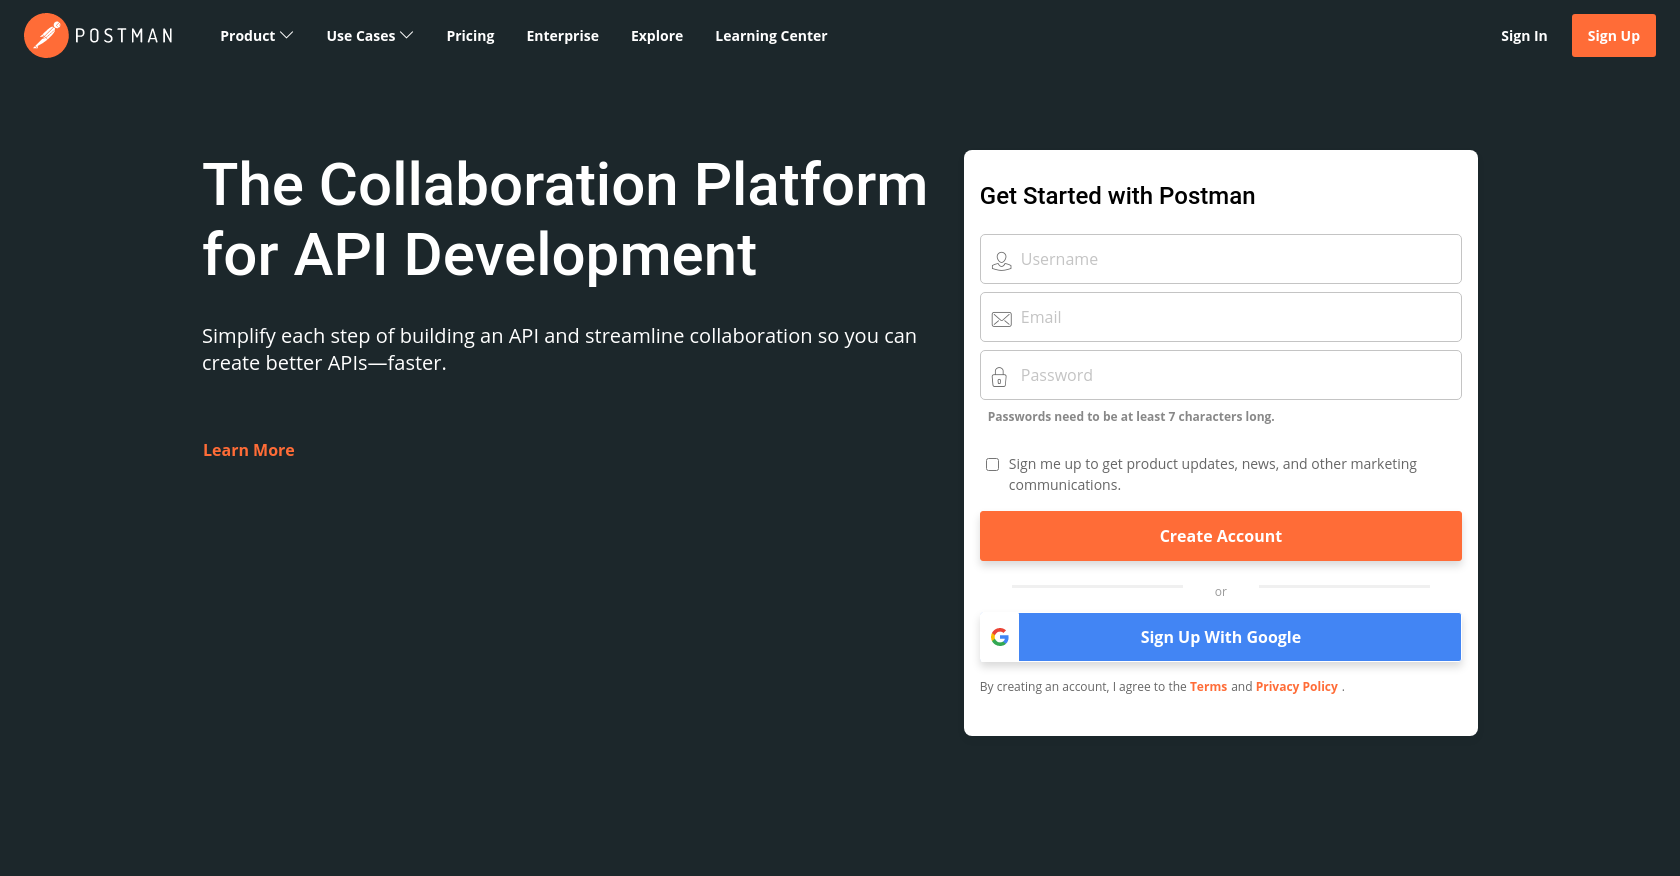 POSTMAN
Product
Use Cases
Pricing
Enterprise
Explore
Learning Center
Sign In
Sign Up
The Collaboration Platform
for API Development
Simplify each step of building an API and streamline collaboration so you can
create better APIs—faster.
Learn More
Get Started with Postman
Username
Email
Password
Passwords need to be at least 7 characters long.
Sign me up to get product updates, news, and other marketing
communications.
Create Account
or
Sign Up With Google
By creating an account, I agree to the Terms and Privacy Policy .